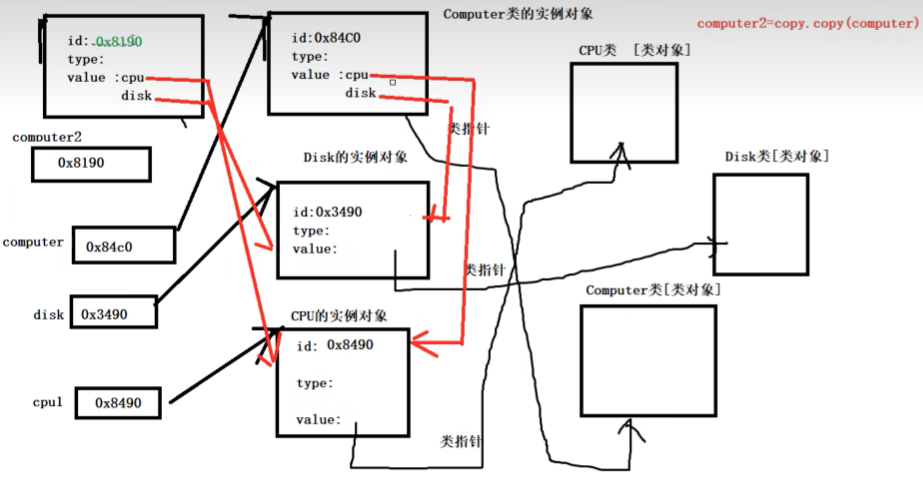 Computer类的实例对象
computer2=copy.copy(computer)
id: 0x8190
type:
value :cpu
disk
id:0x84C0
type:
value :cpu
disk
CPU类 [类对象]
computer2
0x8190
类指针
Disk的实例对象
Disk类[类对象]
id:0x3490
type:
value:
computer
0x84c0
类指针
Computer类[类对象]
disk
0x3490
CPU的实例对象
id: 0x8490
type:
value:
cpu1
0x8490
类指针